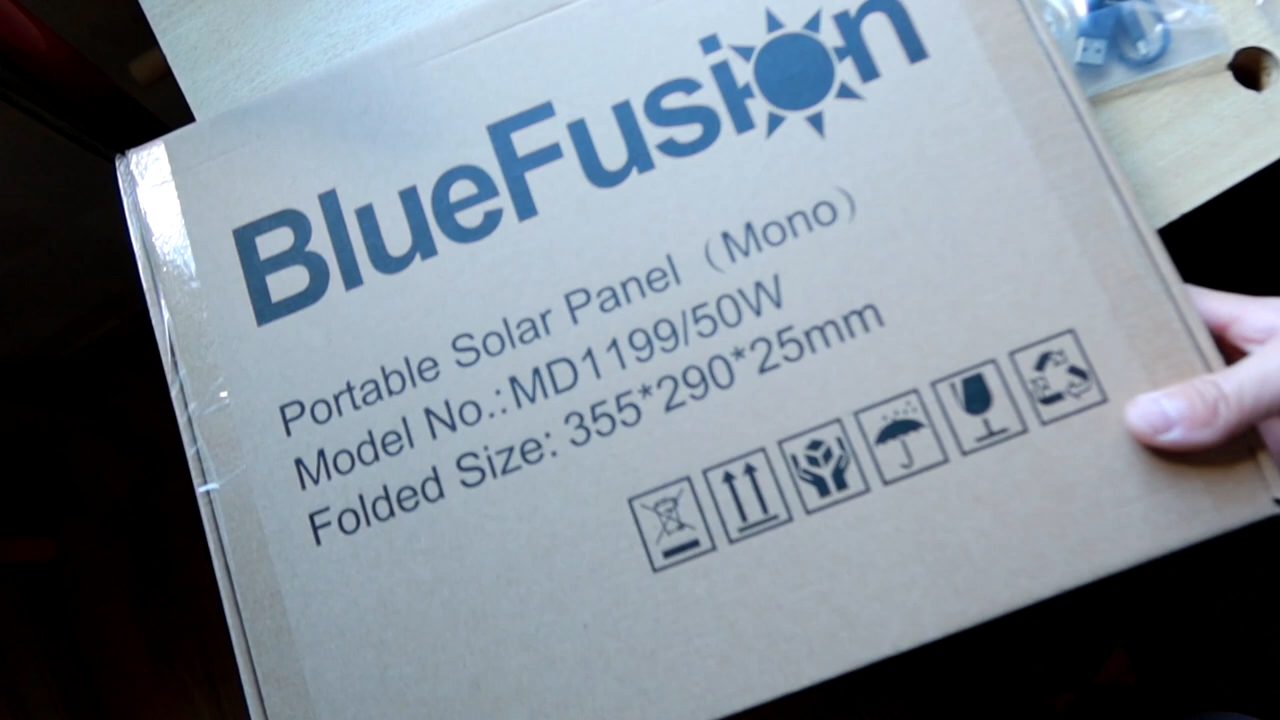 BlueFusion
Portable Solar Panel（Mono）
Model No.:MD1199/50W
Folded Size: 355*290*25mm